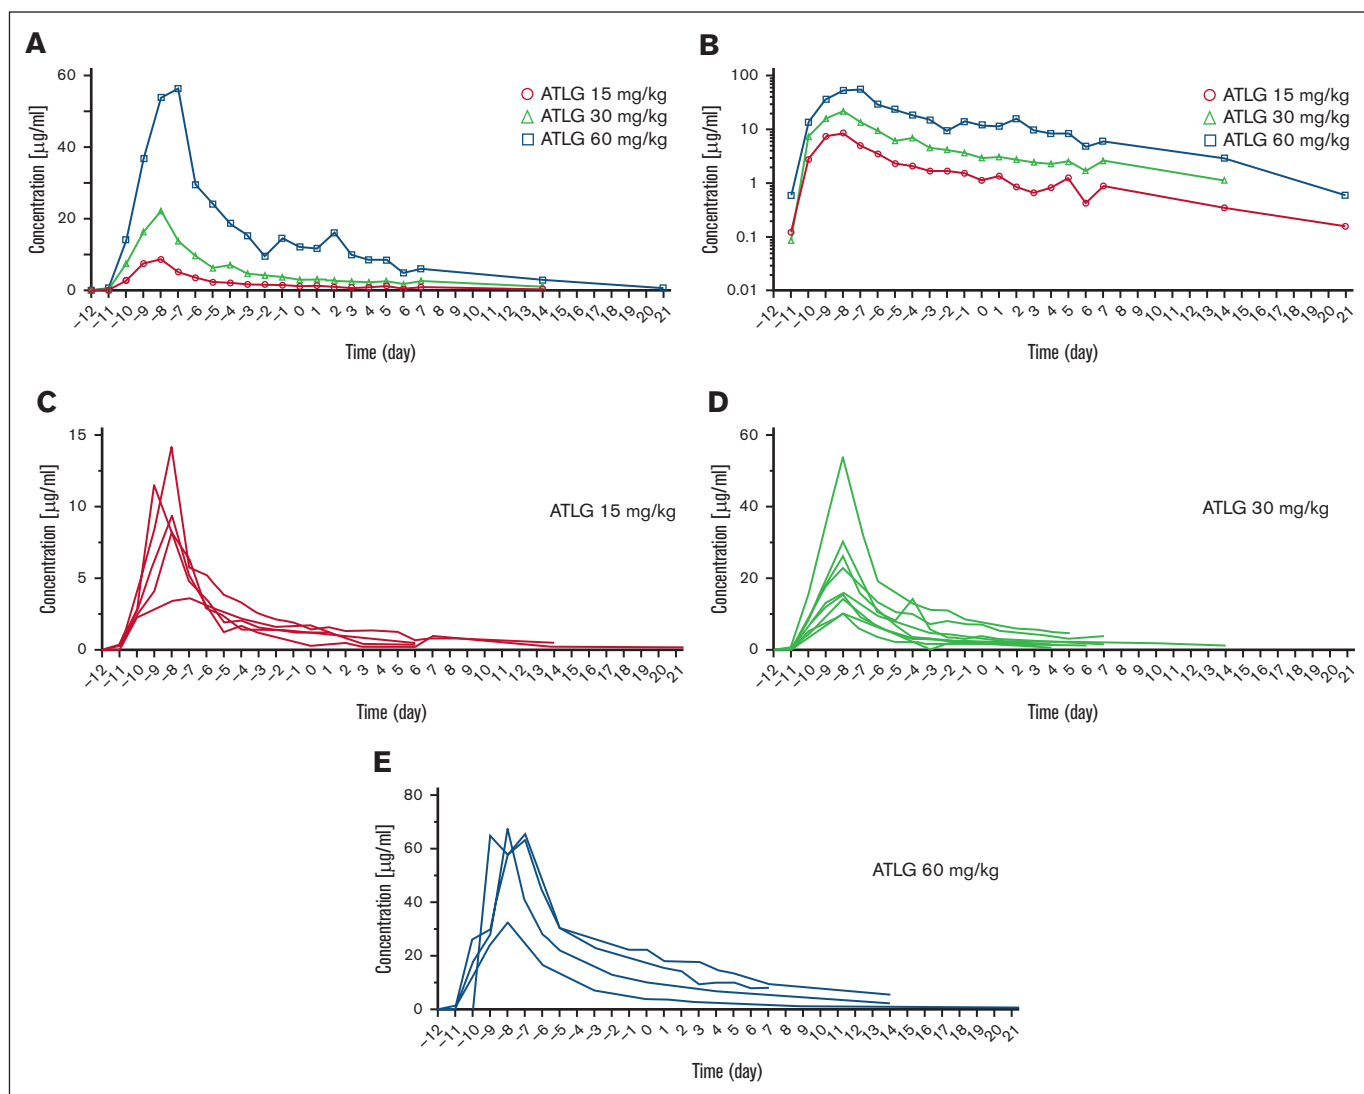 A
Concentration [µg/ml]
60
40
20
0
ATLG 15 mg/kg
ATLG 30 mg/kg
ATLG 60 mg/kg
−12 −11 −10 −9 −8 −7 −6 −5 −4 −3 −2 −1 0 1 2 3 4 5 6 7 8 9 10 11 12 13 14 15 16 17 18 19 20 21
Time (day)
B
Concentration [µg/ml]
100
10
1
0.1
0.01
ATLG 15 mg/kg
ATLG 30 mg/kg
ATLG 60 mg/kg
−12 −11 −10 −9 −8 −7 −6 −5 −4 −3 −2 −1 0 1 2 3 4 5 6 7 8 9 10 11 12 13 14 15 16 17 18 19 20 21
Time (day)
C
Concentration [µg/ml]
15
10
5
0
ATLG 15 mg/kg
−12 −11 −10 −9 −8 −7 −6 −5 −4 −3 −2 −1 0 1 2 3 4 5 6 7 8 9 10 11 12 13 14 15 16 17 18 19 20 21
Time (day)
D
Concentration [µg/ml]
60
40
20
0
ATLG 30 mg/kg
−12 −11 −10 −9 −8 −7 −6 −5 −4 −3 −2 −1 0 1 2 3 4 5 6 7 8 9 10 11 12 13 14 15 16 17 18 19 20 21
Time (day)
E
Concentration [µg/ml]
80
60
40
20
0
ATLG 60 mg/kg
−12 −11 −10 −9 −8 −7 −6 −5 −4 −3 −2 −1 0 1 2 3 4 5 6 7 8 9 10 11 12 13 14 15 16 17 18 19 20 21
Time (day)